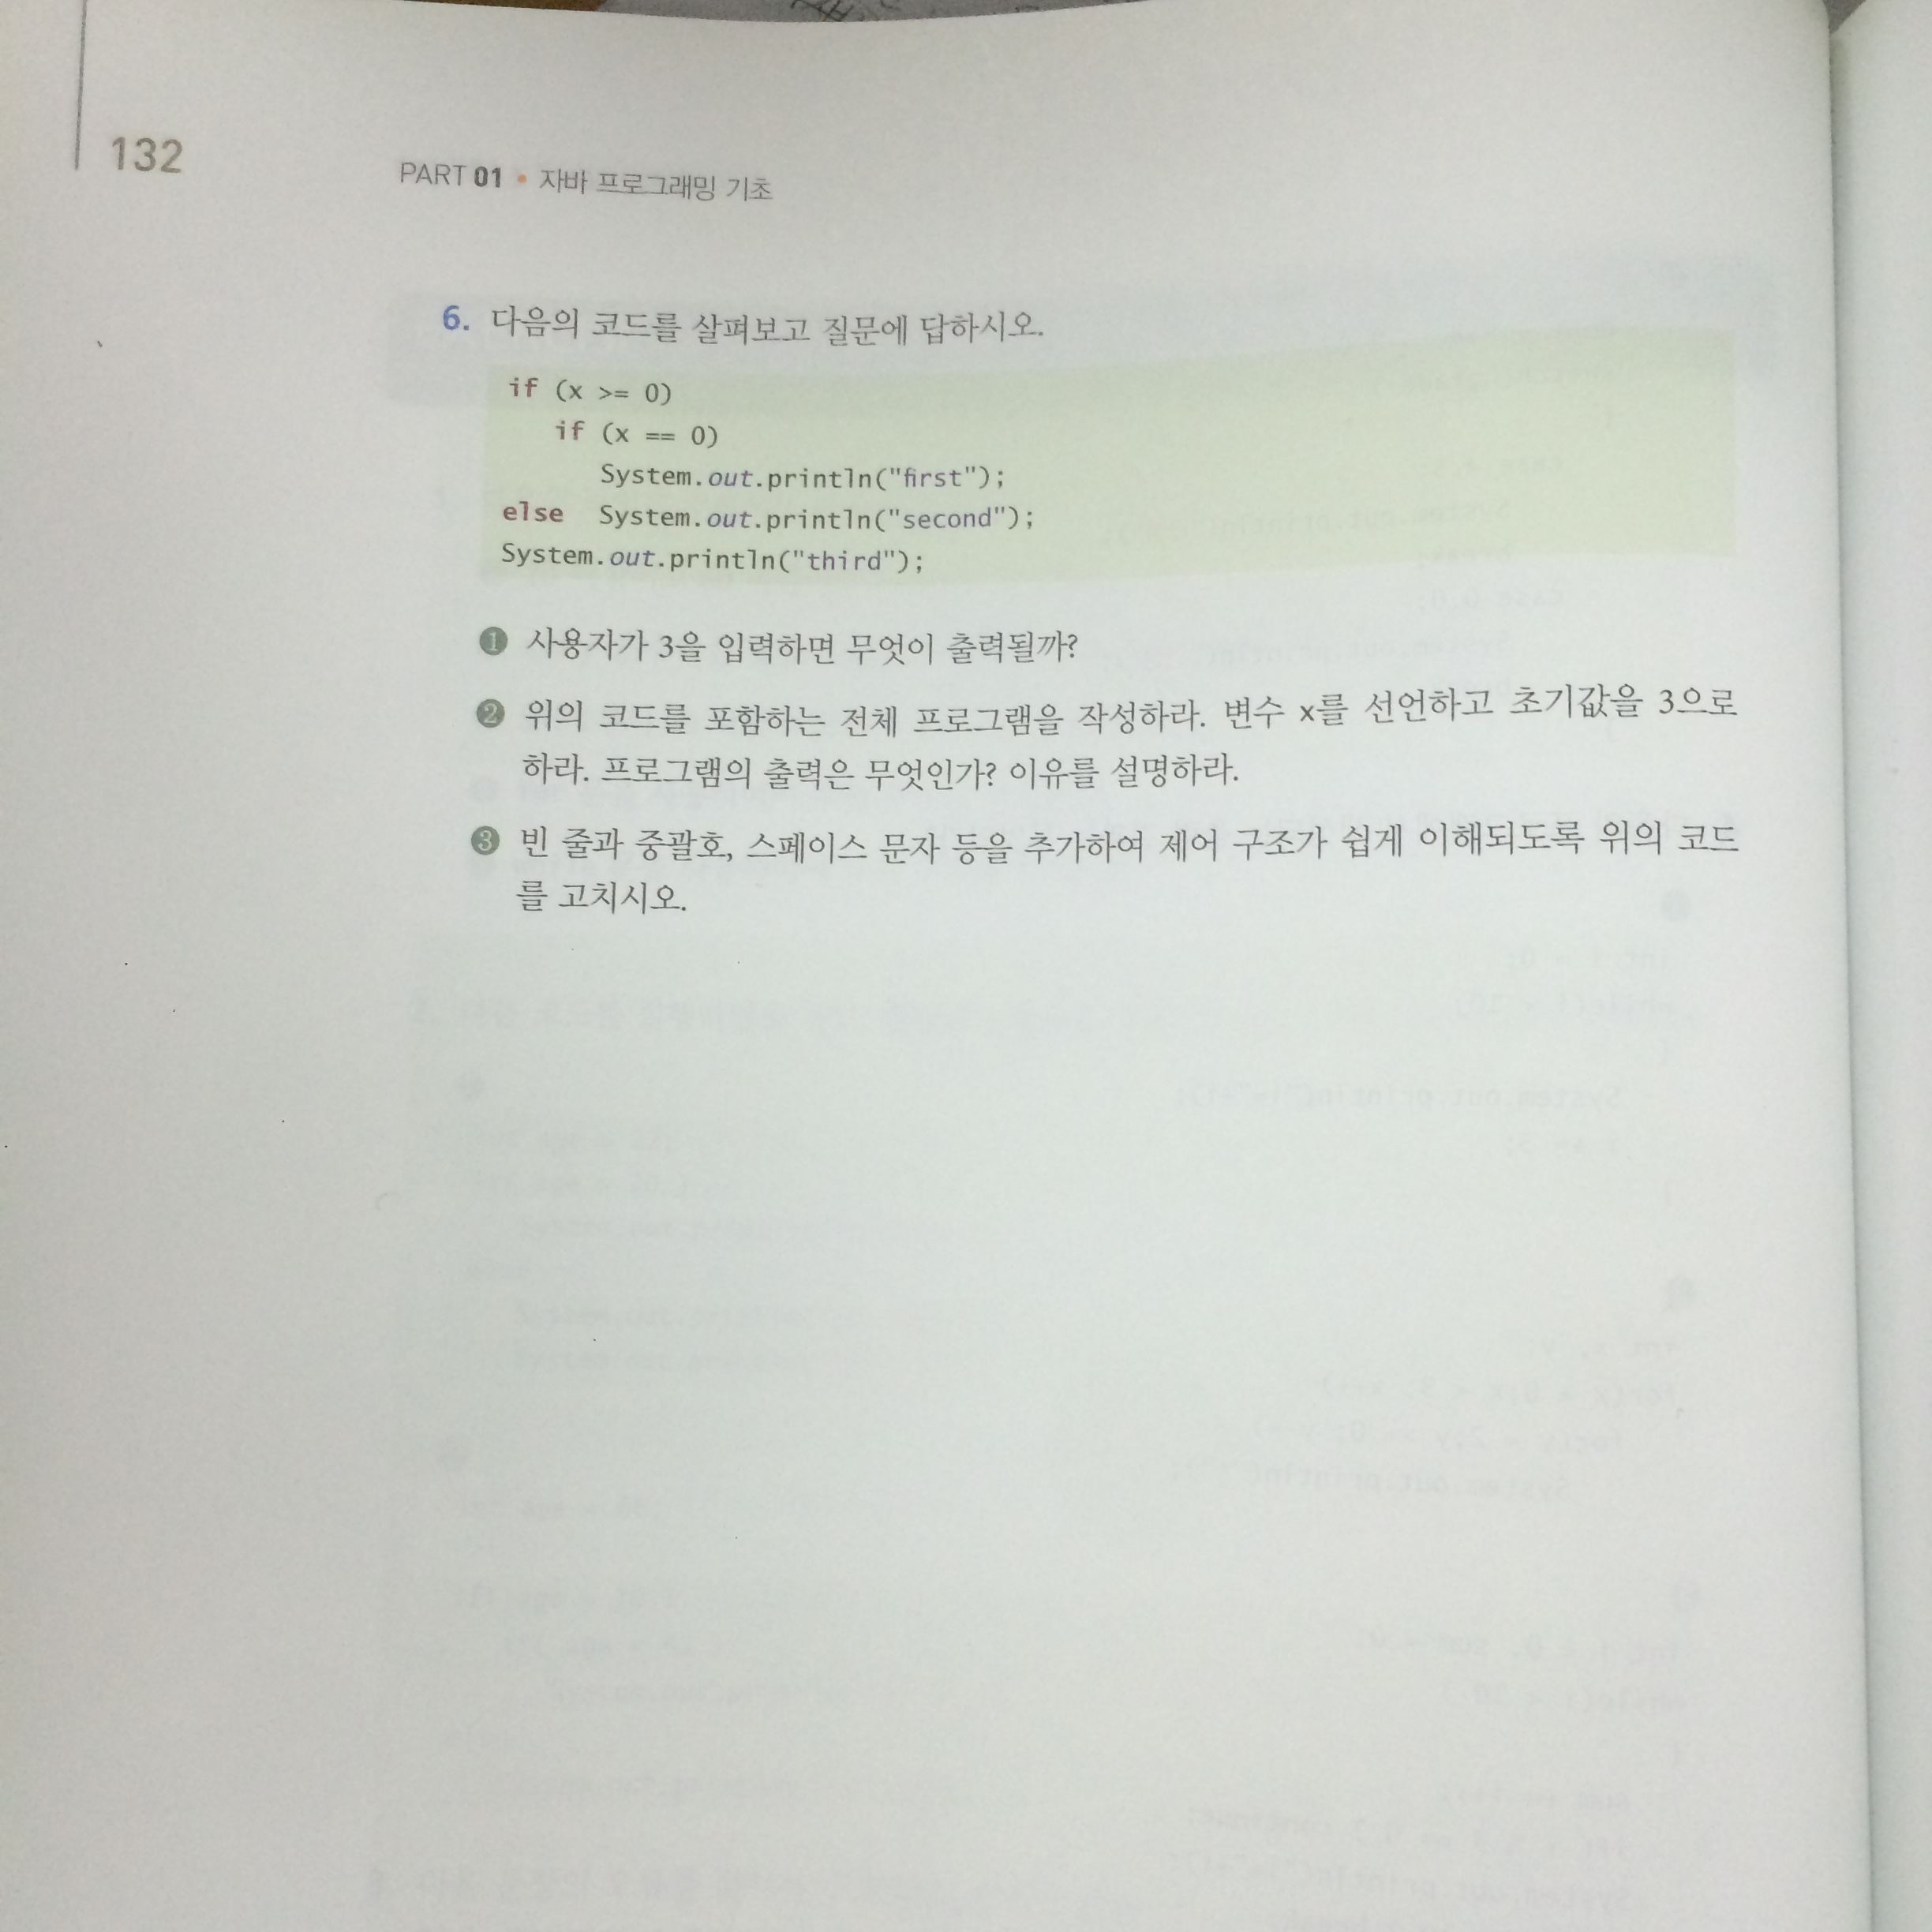 132
PART 01 • 자바 프로그래밍 기초
6. 다음의 코드를 살펴보고 질문에 답하시오.
if (x >= 0)
if (x == 0)
System.out.println("first");
else System.out.println("second");
System.out.println("third");
❶ 사용자가 3을 입력하면 무엇이 출력될까?
❷ 위의 코드를 포함하는 전체 프로그램을 작성하라. 변수 x를 선언하고 초기값을 3으로
하라. 프로그램의 출력은 무엇인가? 이유를 설명하라.
❸ 빈 줄과 중괄호, 스페이스 문자 등을 추가하여 제어 구조가 쉽게 이해되도록 위의 코드
를 고치시오.